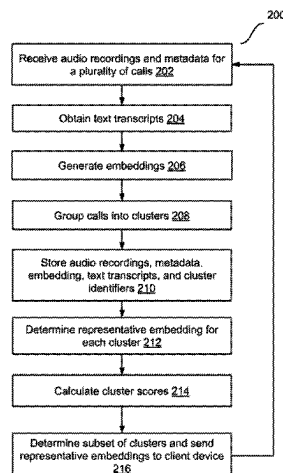 200
Receive audio recordings and metadata for
a plurality of calls 202
Obtain text transcripts 204
Generate embeddings 206
Group calls into clusters 208
Store audio recordings, metadata,
embedding, text transcripts, and cluster
identifiers 210
Determine representative embedding for
each cluster 212
Calculate cluster scores 214
Determine subset of clusters and send
representative embeddings to client device
216